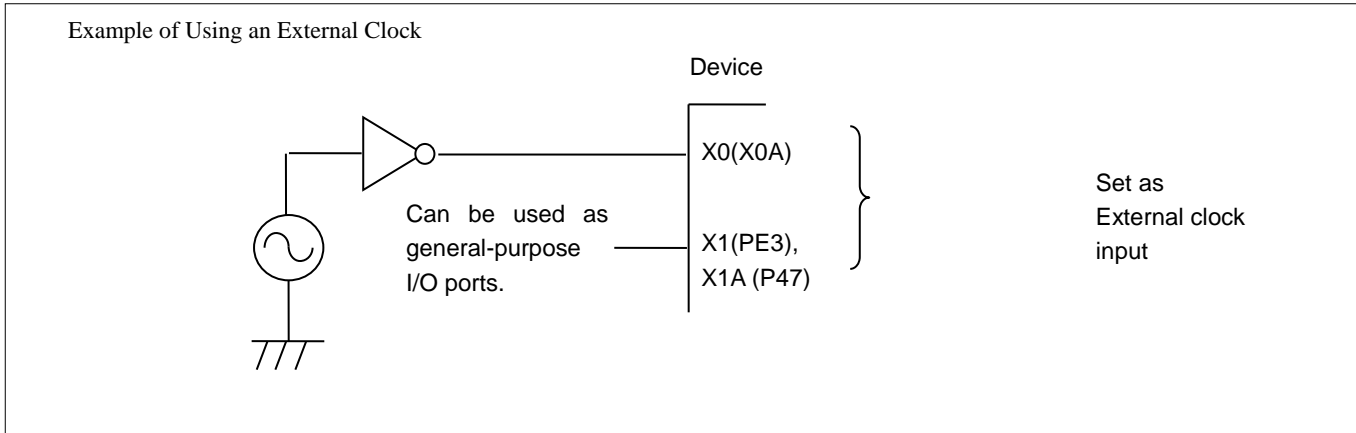 Example of Using an External Clock
Device
X0(X0A)
Can be used as
general-purpose
I/O ports.
X1(PE3),
X1A (P47)
Set as
External clock
input